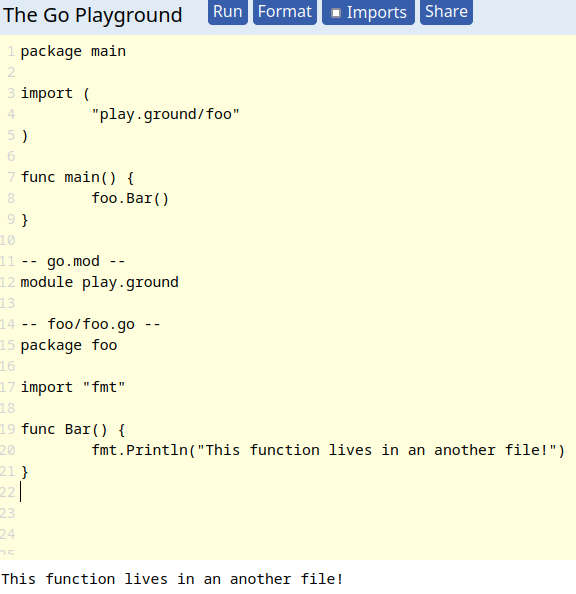 The Go Playground Run Format Imports Share
1 package main
2
3 import (
4 "play.ground/foo"
5 )
6
7 func main() {
8 foo.Bar()
9 }
10
11 -- go.mod --
12 module play.ground
13
14 -- foo/foo.go --
15 package foo
16
17 import "fmt"
18
19 func Bar() {
20 fmt.Println("This function lives in an another file!")
21 }
22
23
24
25
This function lives in an another file!